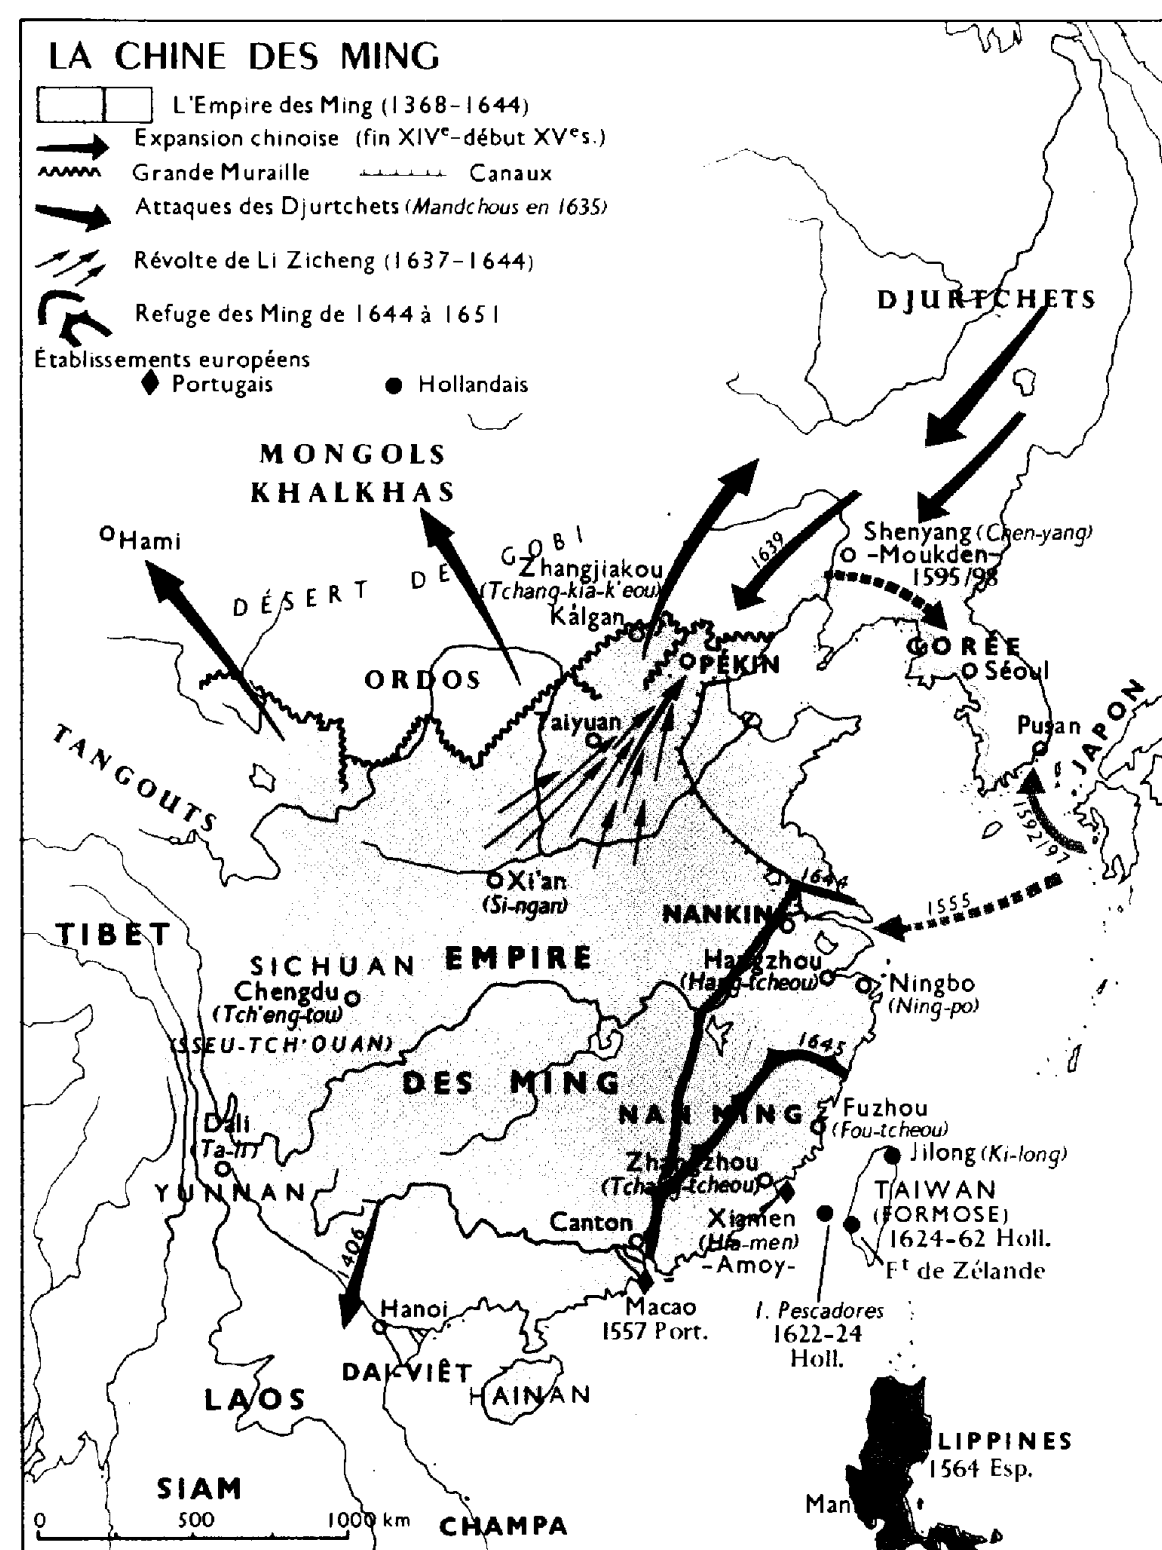 LA CHINE DES MING
L'Empire des Ming (1368-1644)
Expansion chinoise (fin XIVe-début XVe s.)
Grande Muraille Canaux
Attaques des Djurtchets (Mandchous en 1635)
Révolte de Li Zicheng (1637-1644)
Refuge des Ming de 1644 à 1651
Établissements européens
Portugais Hollandais
DJURTCHETS
MONGOLS
KHALKHAS
Hami
DÉSERT DE GOBI
Zhangjiakou
(Tchang-kia-k'eou)
Kalgan
1639
Shenyang (Chen-yang)
-Moukden-
1595/98
CORÉE
Séoul
PÉKIN
ORDOS
Taiyuan
Pusan
JAPON
TANGOUTS
1592/97
Xi'an
(Si-ngan)
1644
1555
NANKIN
TIBET
EMPIRE
SICHUAN
Chengdu
(Tch'eng-tou)
(SSEU-TCH'OUAN)
Hangzhou
(Hang-tcheou)
Ningbo
(Ning-po)
1645
DES MING
NAN MING
Fuzhou
(Fou-tcheou)
Dali
(Ta-li)
YUNNAN
Zhangzhou
(Tchang-tcheou)
Jilong (Ki-long)
TAIWAN
(FORMOSE)
1624-62 Holl.
Ft de Zélande
Canton
Xiamen
(Hia-men)
-Amoy-
1406
Hanoi
Macao
1557 Port.
I. Pescadores
1622-24
Holl.
DAI-VIÊT
LAOS
HAINAN
LIPPINES
1564 Esp.
SIAM
Man
0 500 1000 km
CHAMPA